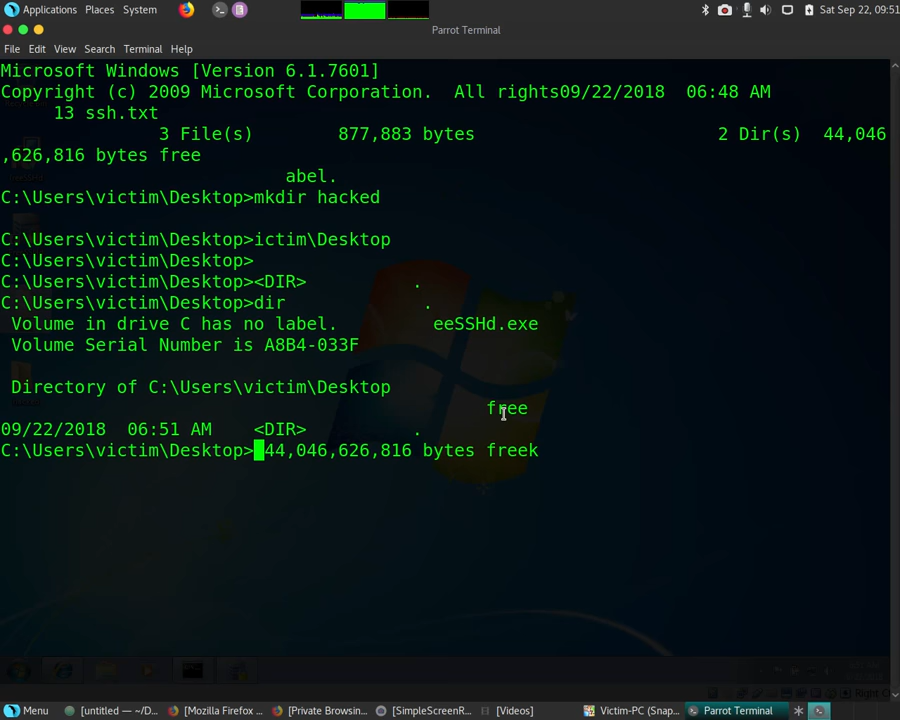 Applications Places System
Sat Sep 22, 09:51
Parrot Terminal
File Edit View Search Terminal Help
Microsoft Windows [Version 6.1.7601]
Copyright (c) 2009 Microsoft Corporation.  All rights09/22/2018  06:48 AM
13 ssh.txt
3 File(s)        877,883 bytes                       2 Dir(s)  44,046
,626,816 bytes free
abel.
C:\Users\victim\Desktop>mkdir hacked
C:\Users\victim\Desktop>ictim\Desktop
C:\Users\victim\Desktop>
C:\Users\victim\Desktop><DIR>          .
C:\Users\victim\Desktop>dir             .
Volume in drive C has no label.         eeSSHd.exe
Volume Serial Number is A8B4-033F
Directory of C:\Users\victim\Desktop
free
09/22/2018  06:51 AM    <DIR>          .
C:\Users\victim\Desktop> 44,046,626,816 bytes freek
Right C
Menu [untitled — ~/D... [Mozilla Firefox ... [Private Browsin... [SimpleScreenR... [Videos] Victim-PC (Snap... Parrot Terminal